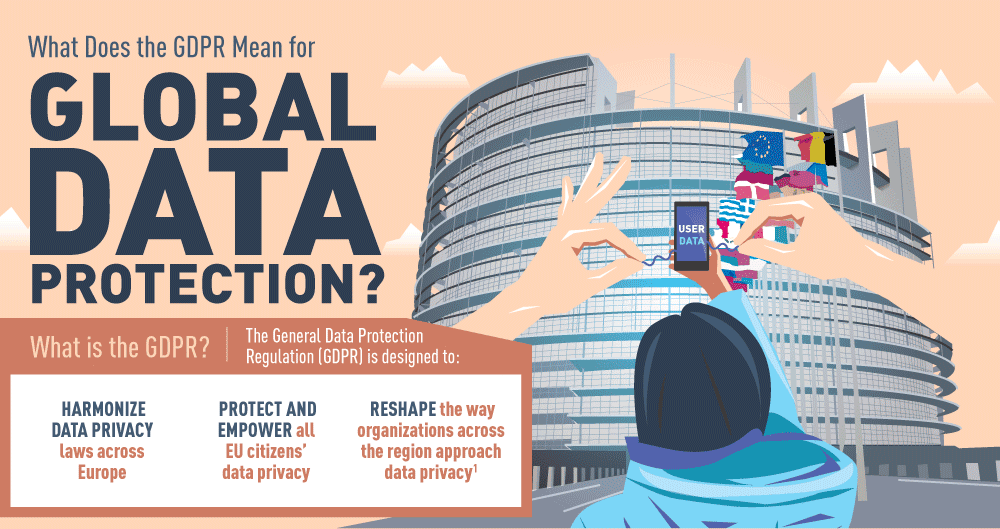 What Does the GDPR Mean for
GLOBAL
DATA
PROTECTION?
USER
DATA
What is the GDPR?
The General Data Protection
Regulation (GDPR) is designed to:
HARMONIZE
DATA PRIVACY
laws across
Europe
PROTECT AND
EMPOWER all
EU citizens’
data privacy
RESHAPE the way
organizations across
the region approach
data privacy¹